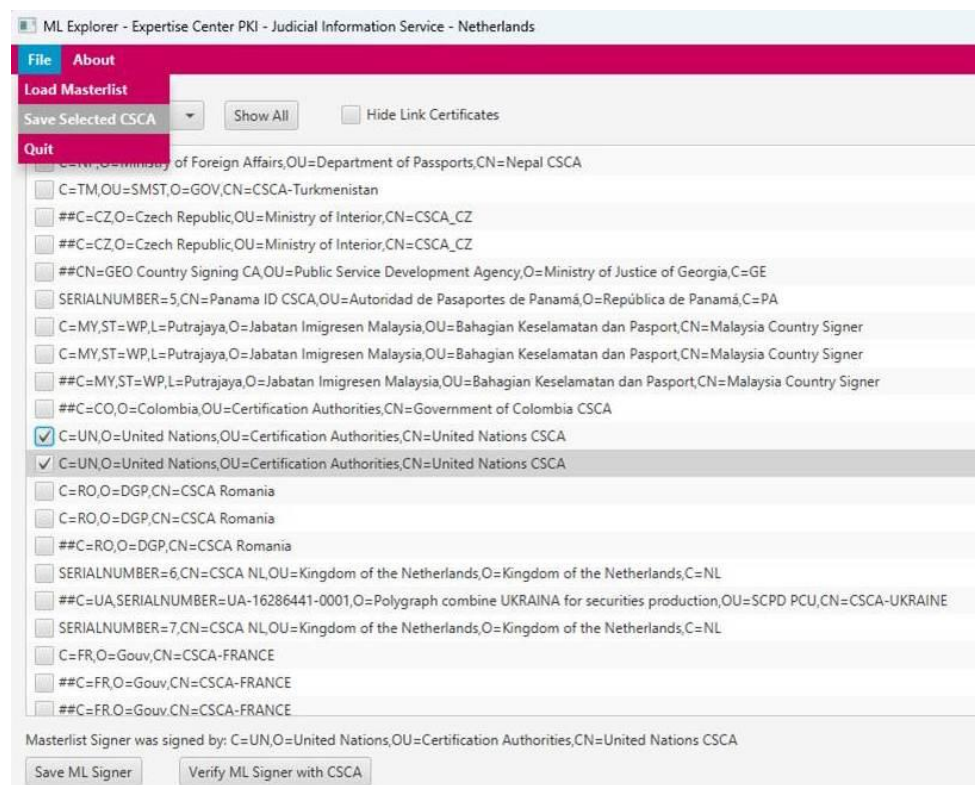 ML Explorer - Expertise Center PKI - Judicial Information Service - Netherlands
File About
Load Masterlist
Save Selected CSCA
Show All
Hide Link Certificates
Quit
of Foreign Affairs,OU=Department of Passports,CN=Nepal CSCA
C=TM,OU=SMST,O=GOV,CN=CSCA-Turkmenistan
##C=CZ,O=Czech Republic,OU=Ministry of Interior,CN=CSCA_CZ
##C=CZ,O=Czech Republic,OU=Ministry of Interior,CN=CSCA_CZ
##CN=GEO Country Signing CA,OU=Public Service Development Agency,O=Ministry of Justice of Georgia,C=GE
SERIALNUMBER=5,CN=Panama ID CSCA,OU=Autoridad de Pasaportes de Panamá,O=República de Panamá,C=PA
C=MY,ST=WP,L=Putrajaya,O=Jabatan Imigresen Malaysia,OU=Bahagian Keselamatan dan Pasport,CN=Malaysia Country Signer
C=MY,ST=WP,L=Putrajaya,O=Jabatan Imigresen Malaysia,OU=Bahagian Keselamatan dan Pasport,CN=Malaysia Country Signer
##C=MY,ST=WP,L=Putrajaya,O=Jabatan Imigresen Malaysia,OU=Bahagian Keselamatan dan Pasport,CN=Malaysia Country Signer
##C=CO,O=Colombia,OU=Certification Authorities,CN=Government of Colombia CSCA
C=UN,O=United Nations,OU=Certification Authorities,CN=United Nations CSCA
C=UN,O=United Nations,OU=Certification Authorities,CN=United Nations CSCA
C=RO,O=DGP,CN=CSCA Romania
C=RO,O=DGP,CN=CSCA Romania
##C=RO,O=DGP,CN=CSCA Romania
SERIALNUMBER=6,CN=CSCA NL,OU=Kingdom of the Netherlands,O=Kingdom of the Netherlands,C=NL
##C=UA,SERIALNUMBER=UA-16286441-0001,O=Polygraph combine UKRAINA for securities production,OU=SCPD PCU,CN=CSCA-UKRAINE
SERIALNUMBER=7,CN=CSCA NL,OU=Kingdom of the Netherlands,O=Kingdom of the Netherlands,C=NL
C=FR,O=Gouv,CN=CSCA-FRANCE
##C=FR,O=Gouv,CN=CSCA-FRANCE
##C=FR,O=Gouv,CN=CSCA-FRANCE
Masterlist Signer was signed by: C=UN,O=United Nations,OU=Certification Authorities,CN=United Nations CSCA
Save ML Signer
Verify ML Signer with CSCA